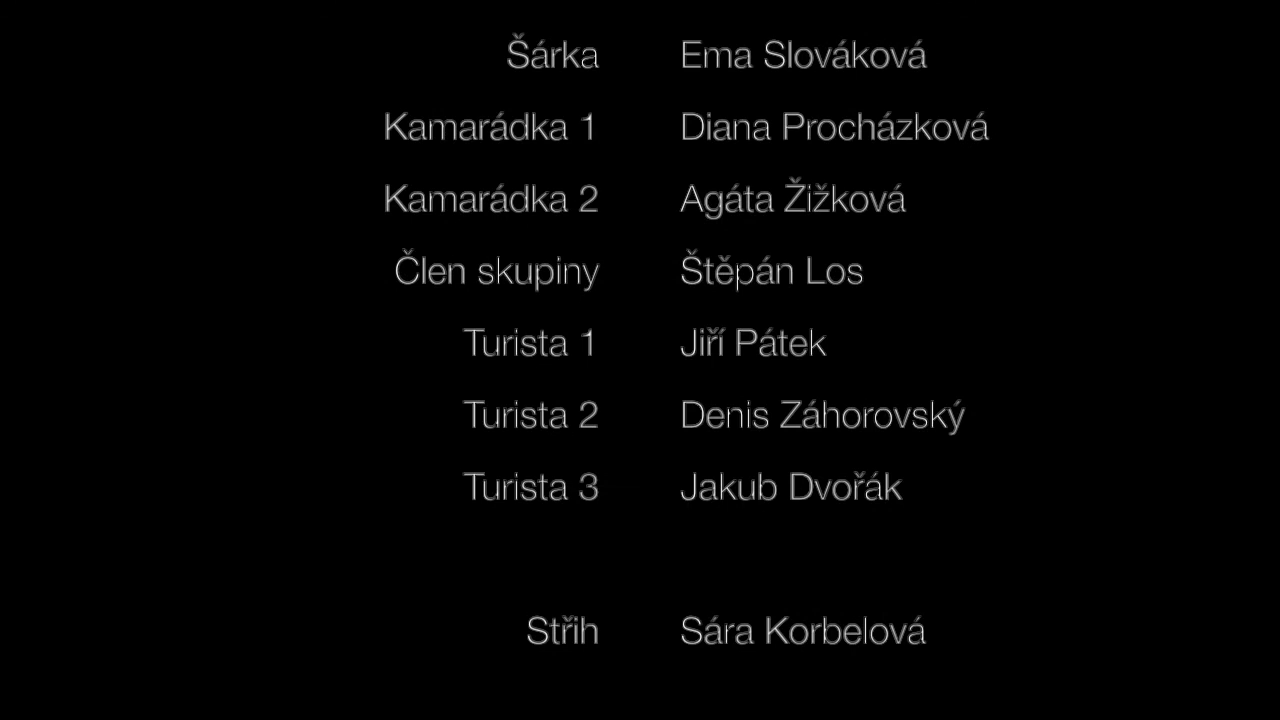 Šárka Ema Slováková
Kamarádka 1 Diana Procházková
Kamarádka 2 Agáta Žižková
Člen skupiny Štěpán Los
Turista 1 Jiří Pátek
Turista 2 Denis Záhorovský
Turista 3 Jakub Dvořák
Střih Sára Korbelová